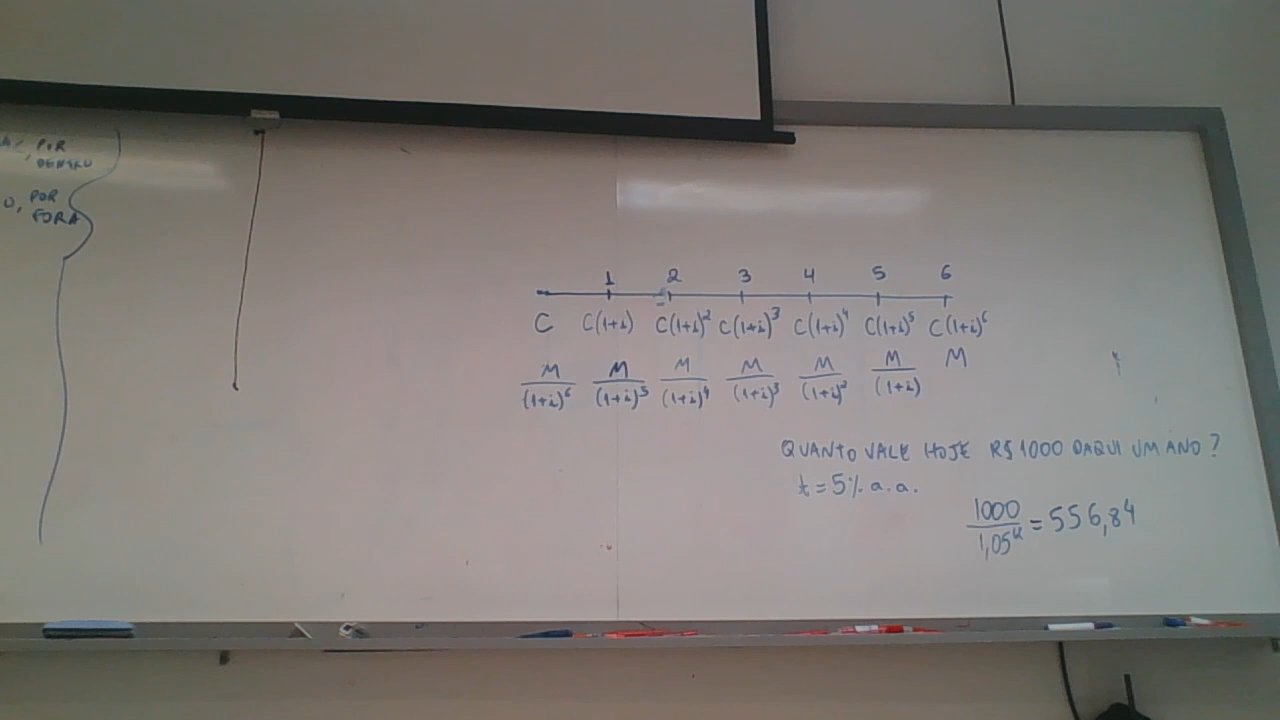 POR
DENTRO
O, POR
FORA
1 2 3 4 5 6
C C(1+i) C(1+i)² C(1+i)³ C(1+i)⁴ C(1+i)⁵ C(1+i)⁶
M/(1+i)⁶ M/(1+i)⁵ M/(1+i)⁴ M/(1+i)³ M/(1+i)² M/(1+i) M
QUANTO VALE HOJE R$ 1000 DAQUI UM ANO ?
t = 5% a.a.
1000/1,05¹² = 556,84